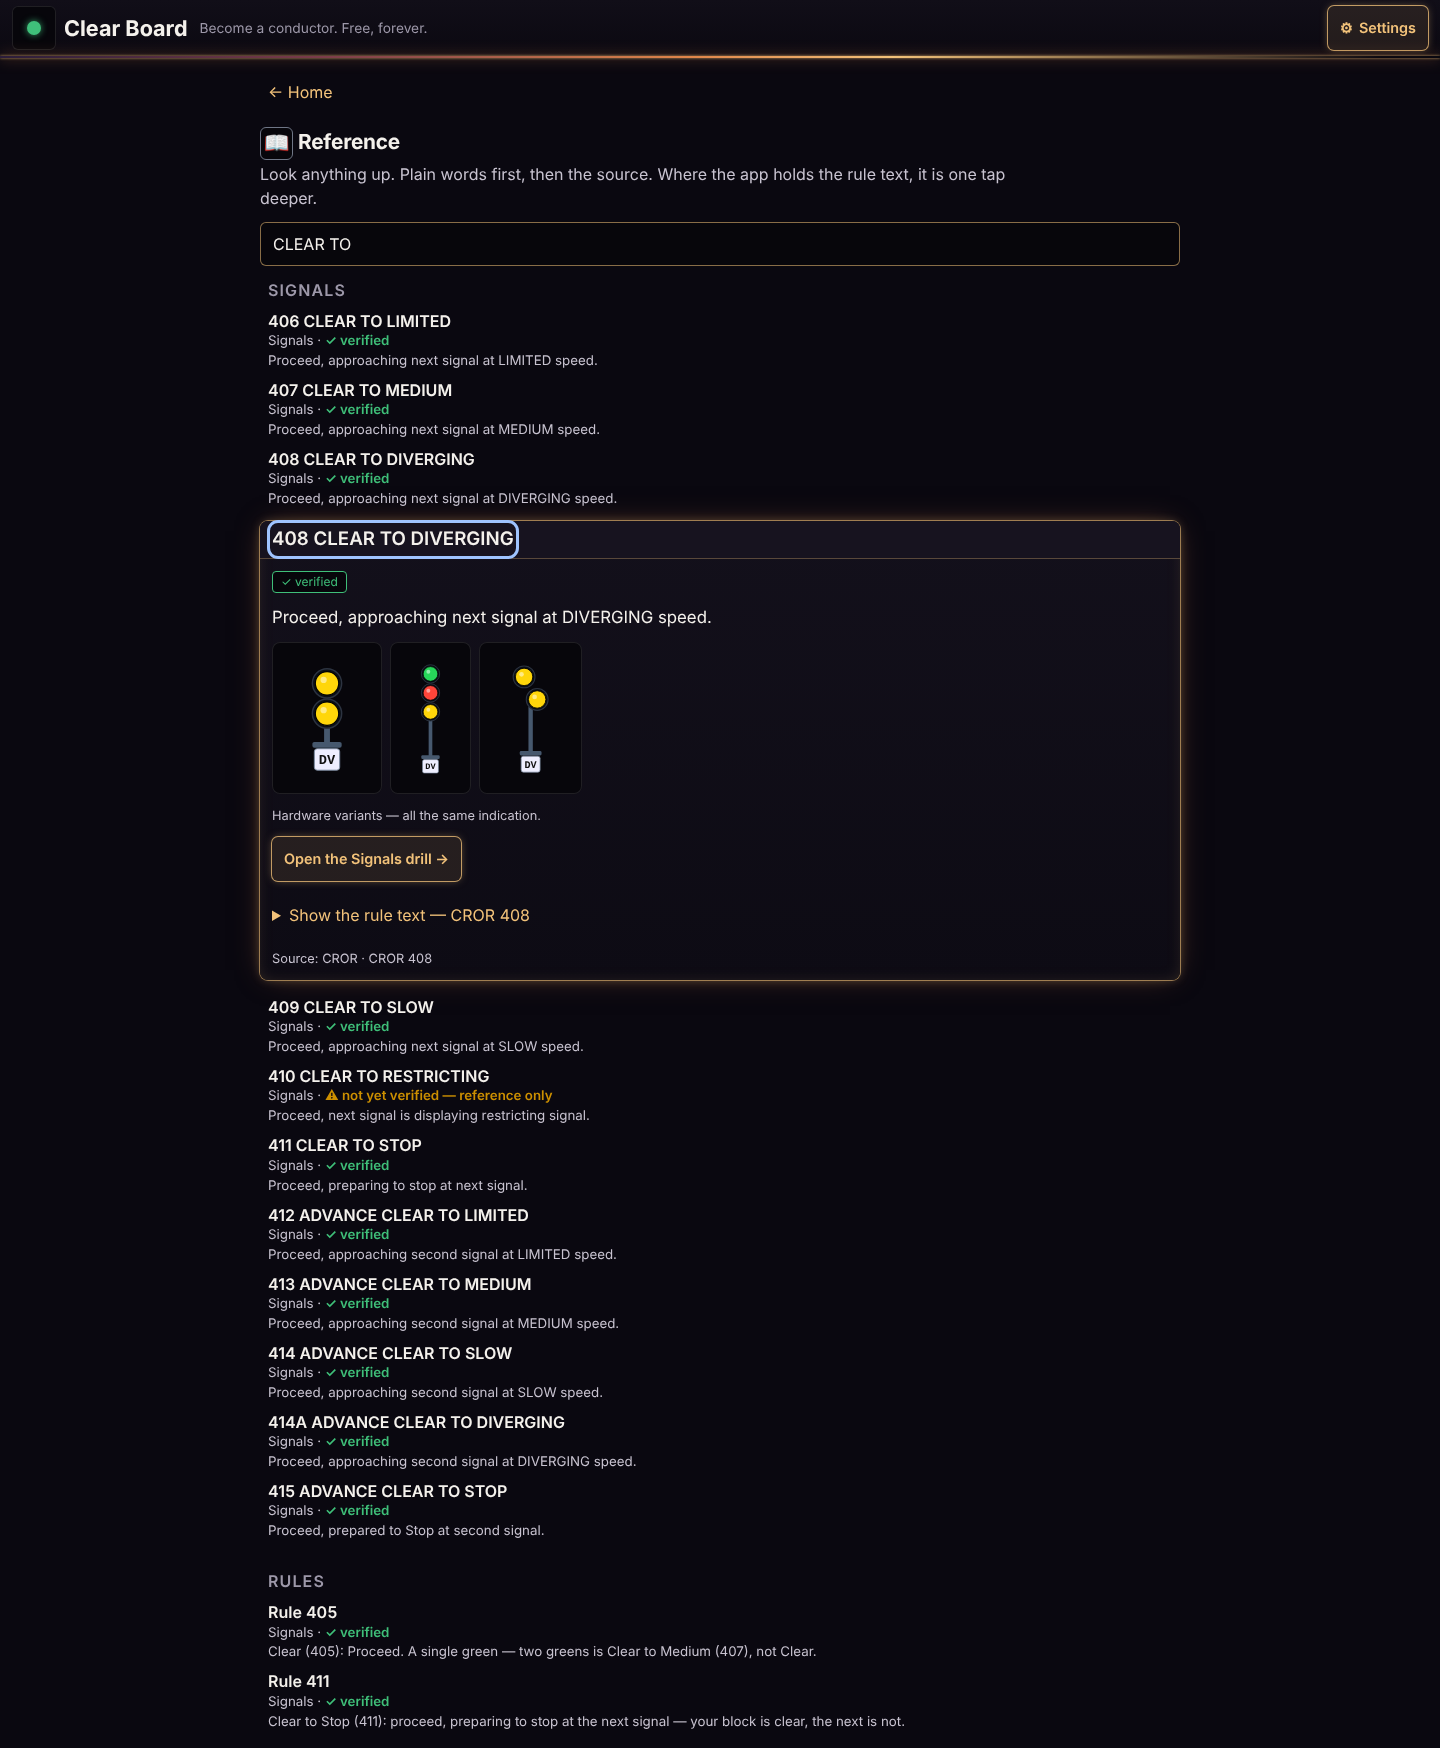 Clear Board Become a conductor. Free, forever.
⚙ Settings
← Home
📖 Reference
Look anything up. Plain words first, then the source. Where the app holds the rule text, it is one tap
deeper.
CLEAR TO
SIGNALS
406 CLEAR TO LIMITED
Signals · ✓ verified
Proceed, approaching next signal at LIMITED speed.
407 CLEAR TO MEDIUM
Signals · ✓ verified
Proceed, approaching next signal at MEDIUM speed.
408 CLEAR TO DIVERGING
Signals · ✓ verified
Proceed, approaching next signal at DIVERGING speed.
408 CLEAR TO DIVERGING
✓ verified
Proceed, approaching next signal at DIVERGING speed.
DV DV DV
Hardware variants — all the same indication.
Open the Signals drill →
▶ Show the rule text — CROR 408
Source: CROR · CROR 408
409 CLEAR TO SLOW
Signals · ✓ verified
Proceed, approaching next signal at SLOW speed.
410 CLEAR TO RESTRICTING
Signals · ⚠ not yet verified — reference only
Proceed, next signal is displaying restricting signal.
411 CLEAR TO STOP
Signals · ✓ verified
Proceed, preparing to stop at next signal.
412 ADVANCE CLEAR TO LIMITED
Signals · ✓ verified
Proceed, approaching second signal at LIMITED speed.
413 ADVANCE CLEAR TO MEDIUM
Signals · ✓ verified
Proceed, approaching second signal at MEDIUM speed.
414 ADVANCE CLEAR TO SLOW
Signals · ✓ verified
Proceed, approaching second signal at SLOW speed.
414A ADVANCE CLEAR TO DIVERGING
Signals · ✓ verified
Proceed, approaching second signal at DIVERGING speed.
415 ADVANCE CLEAR TO STOP
Signals · ✓ verified
Proceed, prepared to Stop at second signal.
RULES
Rule 405
Signals · ✓ verified
Clear (405): Proceed. A single green — two greens is Clear to Medium (407), not Clear.
Rule 411
Signals · ✓ verified
Clear to Stop (411): proceed, preparing to stop at the next signal — your block is clear, the next is not.